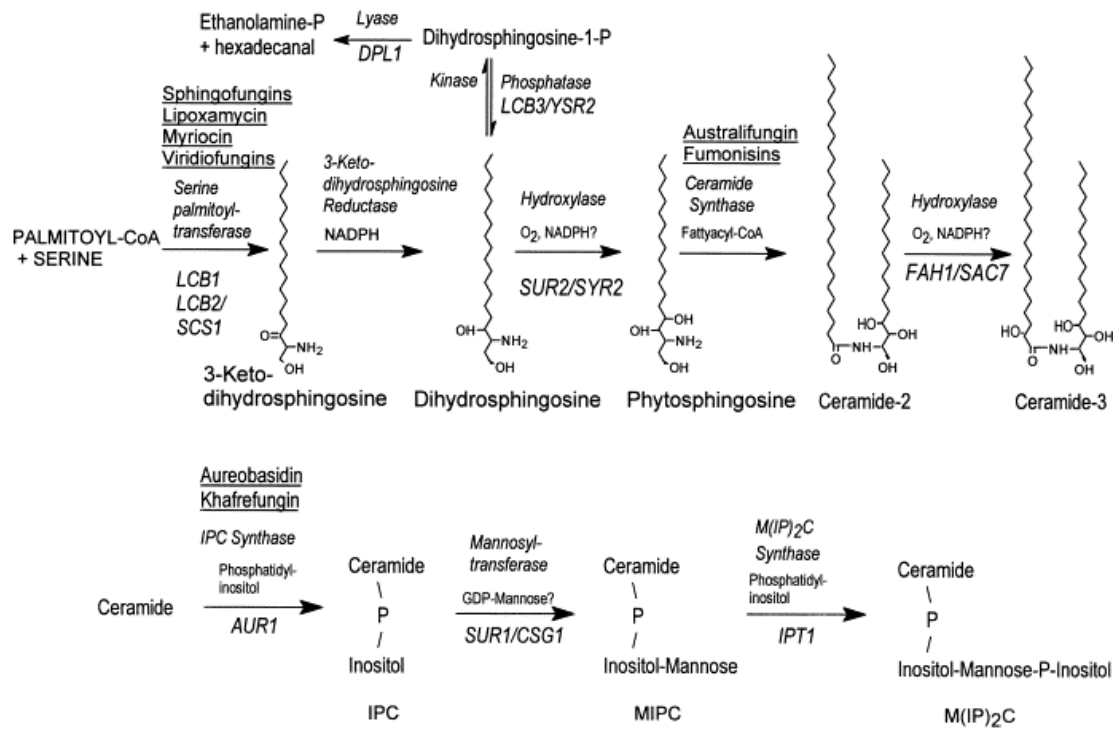 Ethanolamine-P
+ hexadecanal
Lyase
DPL1
Dihydrosphingosine-1-P
Kinase
Phosphatase
LCB3/YSR2
Sphingofungins
Lipoxamycin
Myriocin
Viridiofungins
Serine
palmitoyl-
transferase
PALMITOYL-CoA
+ SERINE
LCB1
LCB2/
SCS1
O
NH2
OH
3-Keto-
dihydrosphingosine
3-Keto-
dihydrosphingosine
Reductase
NADPH
HO
NH2
OH
Dihydrosphingosine
Hydroxylase
O2, NADPH?
SUR2/SYR2
OH
HO
NH2
OH
Phytosphingosine
Australifungin
Fumonisins
Ceramide
Synthase
Fattyacyl-CoA
HO
OH
NH
O
OH
Ceramide-2
Hydroxylase
O2, NADPH?
FAH1/SAC7
HO
HO
OH
NH
O
OH
Ceramide-3
Aureobasidin
Khafrefungin
IPC Synthase
Phosphatidyl-
inositol
Ceramide
AUR1
Ceramide
P
Inositol
IPC
Mannosyl-
transferase
GDP-Mannose?
SUR1/CSG1
Ceramide
P
Inositol-Mannose
MIPC
M(IP)2C
Synthase
Phosphatidyl-
inositol
IPT1
Ceramide
P
Inositol-Mannose-P-Inositol
M(IP)2C